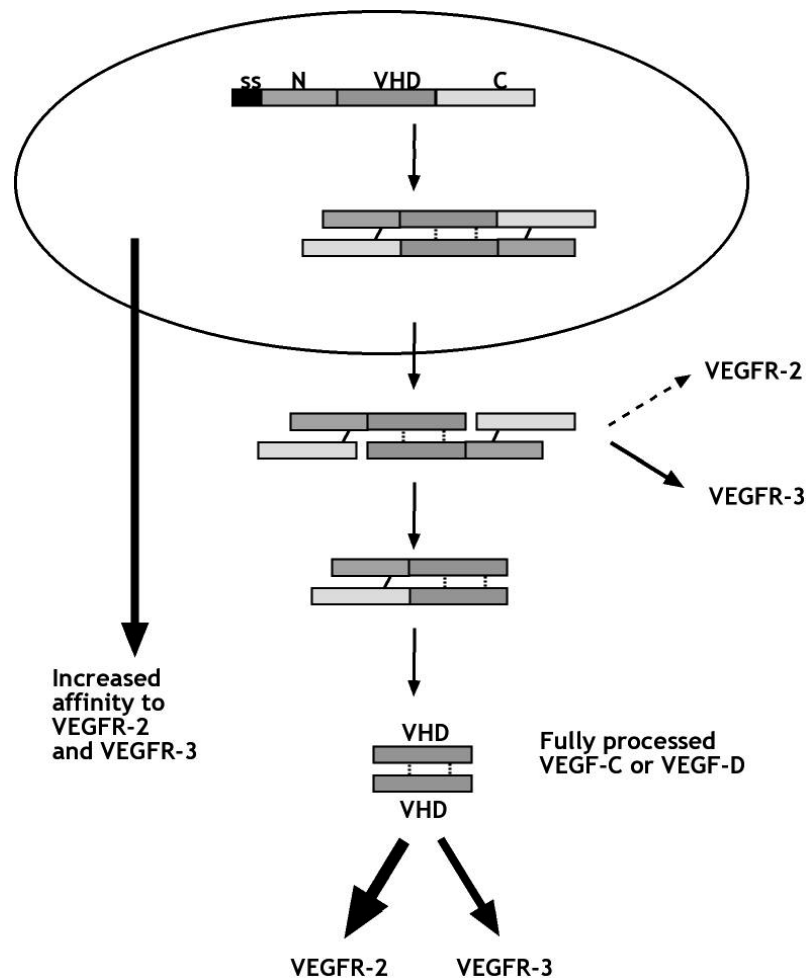 ss N VHD C
VEGFR-2
VEGFR-3
Increased
affinity to
VEGFR-2
and VEGFR-3
VHD
VHD
Fully processed
VEGF-C or VEGF-D
VEGFR-2 VEGFR-3